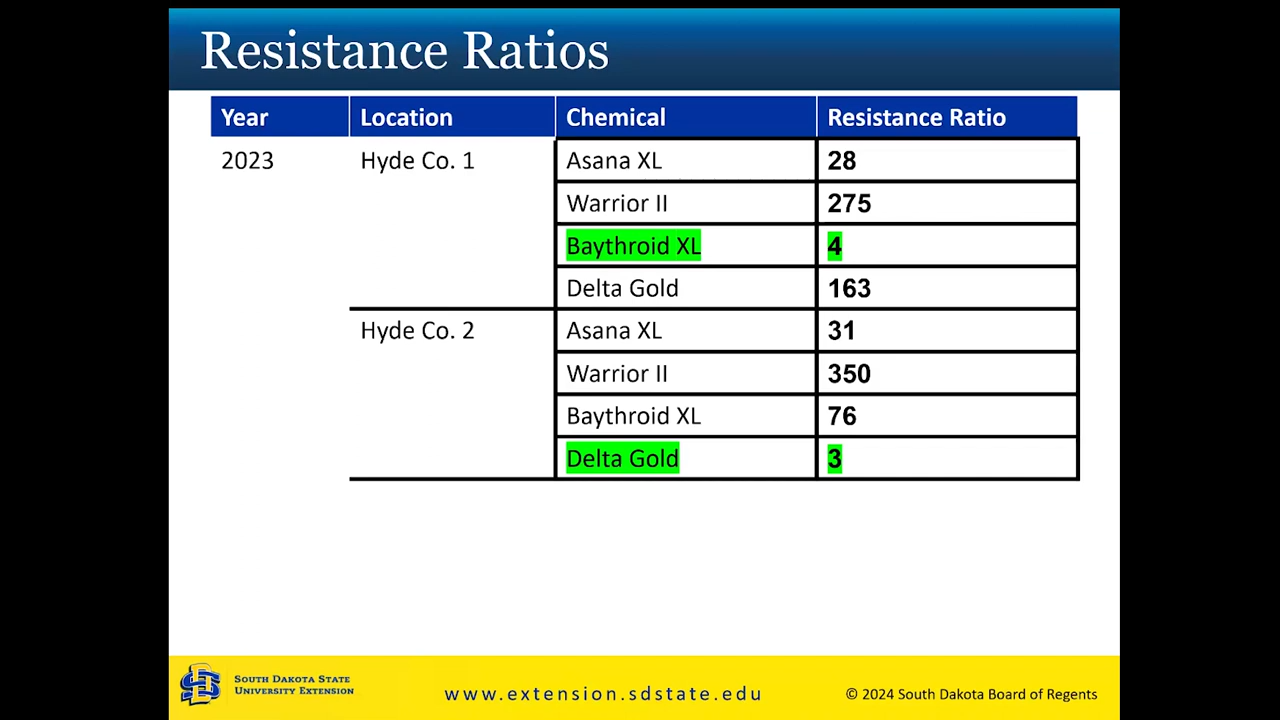 Resistance Ratios
Year Location Chemical Resistance Ratio
2023 Hyde Co. 1 Asana XL 28
Warrior II 275
Baythroid XL 4
Delta Gold 163
Hyde Co. 2 Asana XL 31
Warrior II 350
Baythroid XL 76
Delta Gold 3
SOUTH DAKOTA STATE
UNIVERSITY EXTENSION
www.extension.sdstate.edu
© 2024 South Dakota Board of Regents